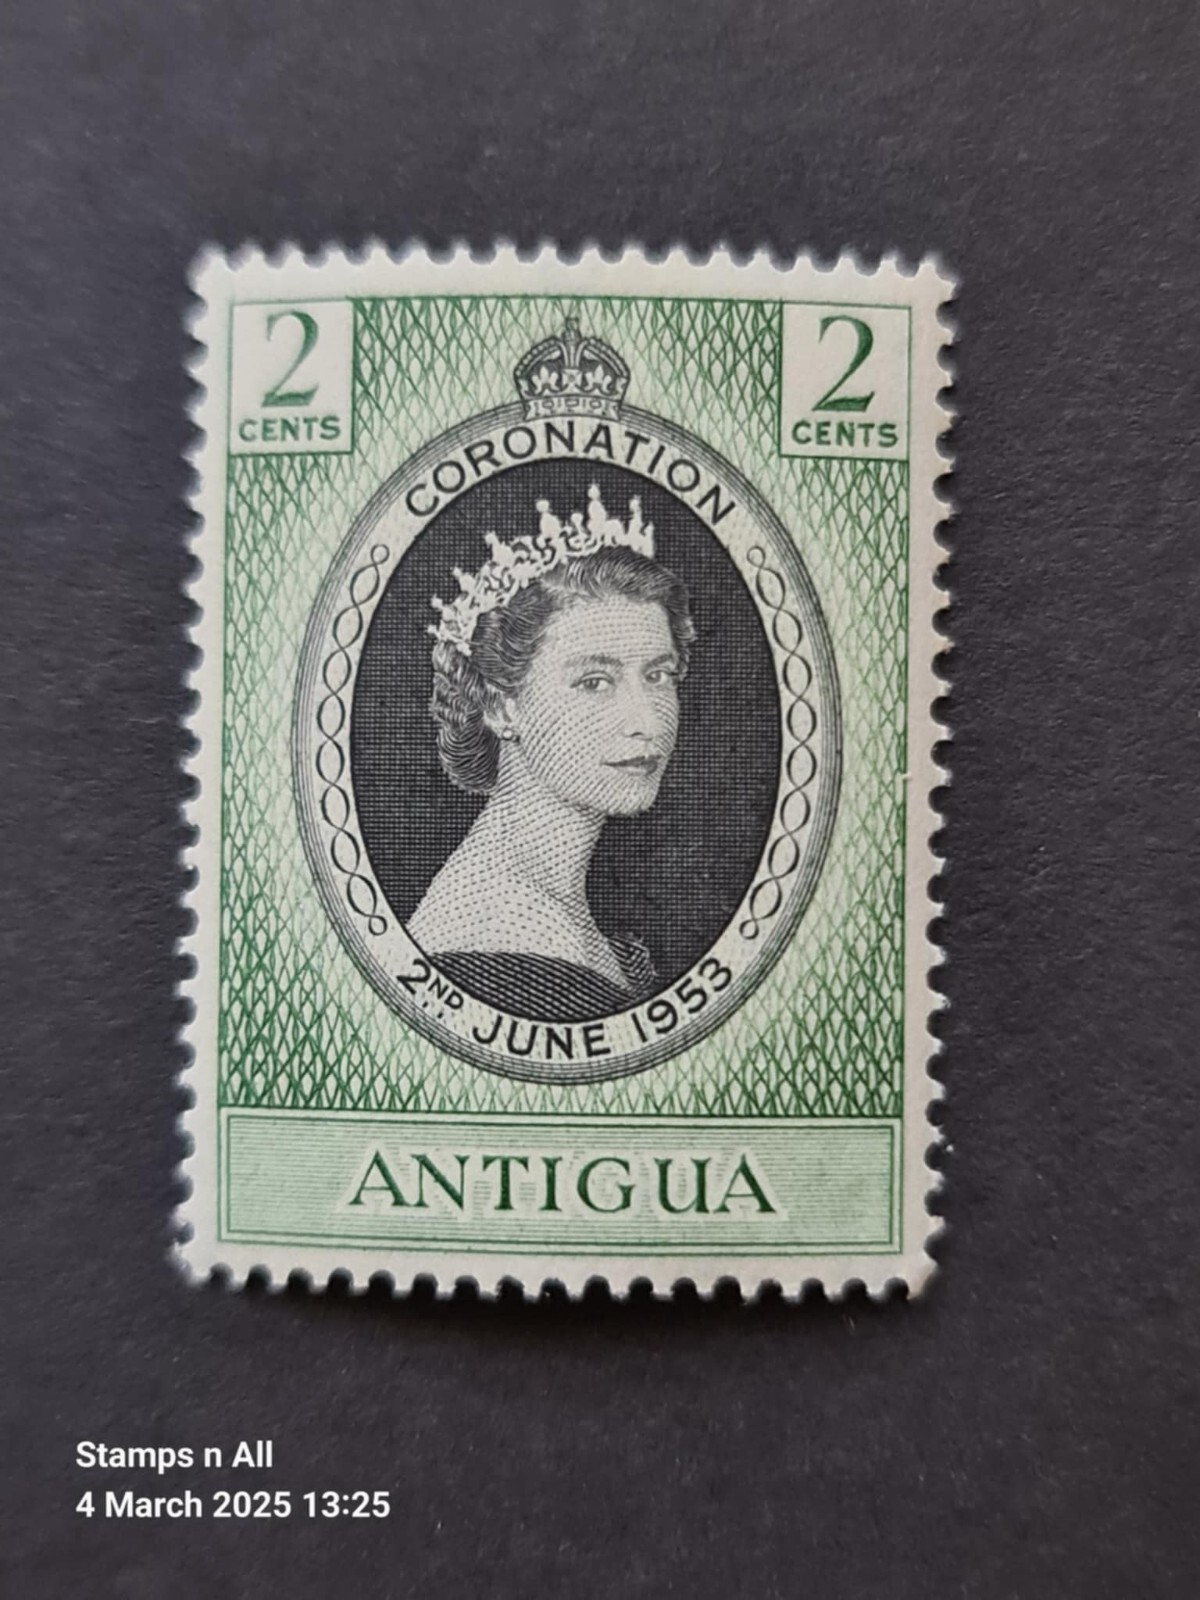 2 2
CENTS CENTS
CORONATION
2ND JUNE 1953
ANTIGUA
Stamps n All
4 March 2025 13:25